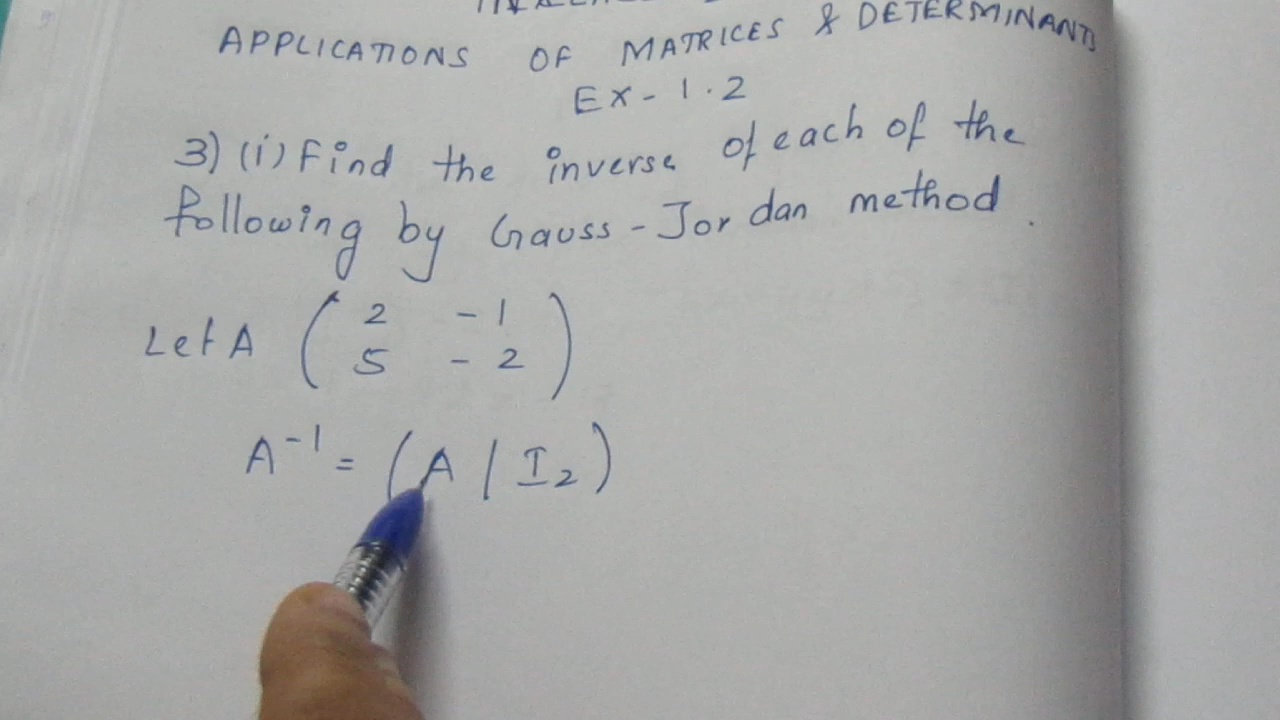 APPLICATIONS OF MATRICES & DETERMINANTS
EX-1.2
3) (i) Find the inverse of each of the
following by Gauss-Jordan method.
Let A ( 2 -1
5 -2 )
A⁻¹ = (A / I₂)